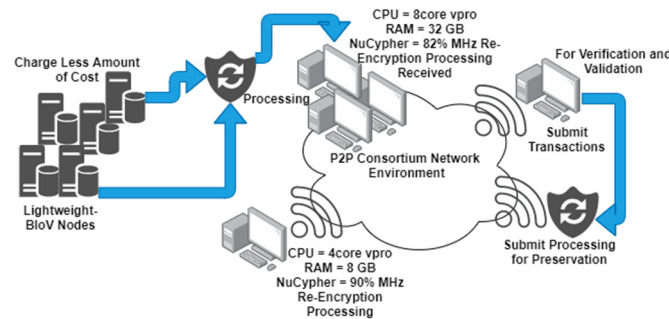 Charge Less Amount
of Cost
Lightweight-
BIoV Nodes
Processing
CPU = 8core vpro
RAM = 32 GB
NuCypher = 82% MHz Re-
Encryption Processing
Received
P2P Consortium Network
Environment
CPU = 4core vpro
RAM = 8 GB
NuCypher = 90% MHz
Re-Encryption
Processing
For Verification and
Validation
Submit
Transactions
Submit Processing
for Preservation